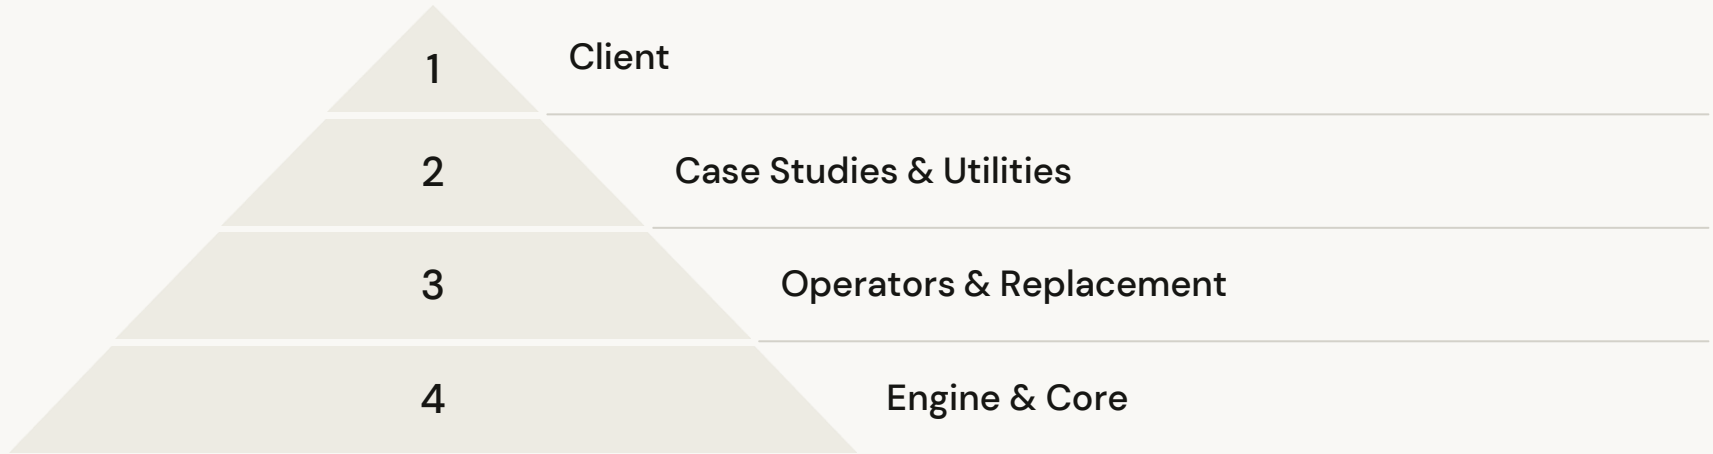 1 Client
2 Case Studies & Utilities
3 Operators & Replacement
4 Engine & Core